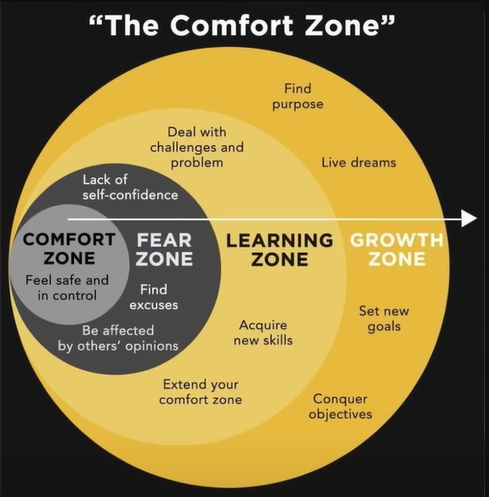 “The Comfort Zone”
Find
purpose
Deal with
challenges and
problem
Live dreams
Lack of
self-confidence
COMFORT
ZONE
Feel safe and
in control
FEAR
ZONE
Find
excuses
Be affected
by others’ opinions
LEARNING
ZONE
Acquire
new skills
Extend your
comfort zone
GROWTH
ZONE
Set new
goals
Conquer
objectives